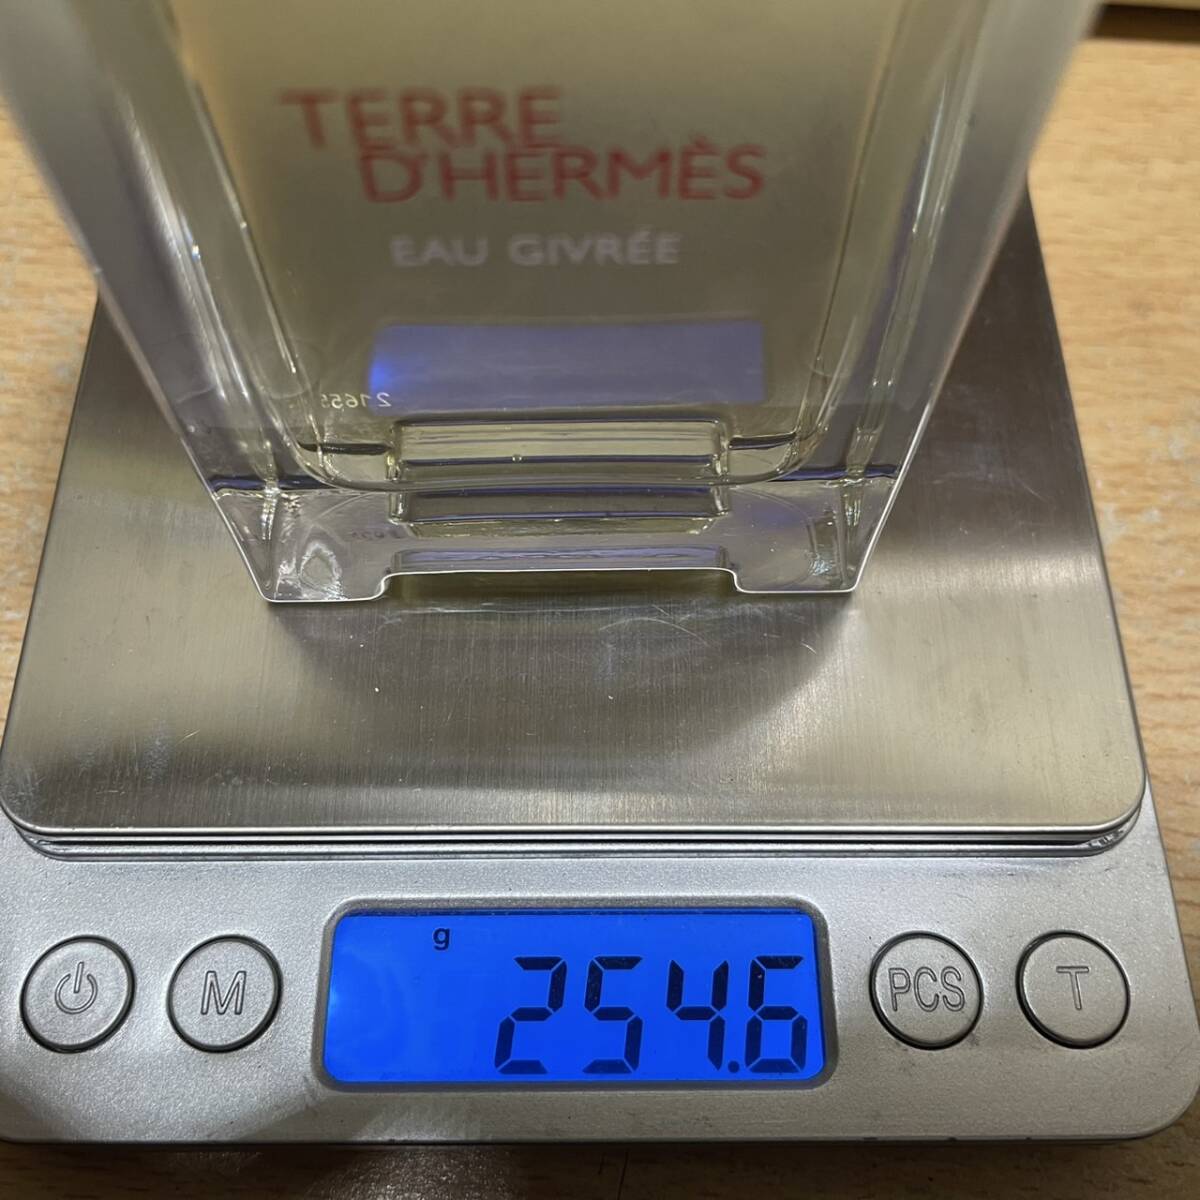 TERRE
D'HERMÈS
EAU GIVRÉE
g
254.6
M
PCS
T